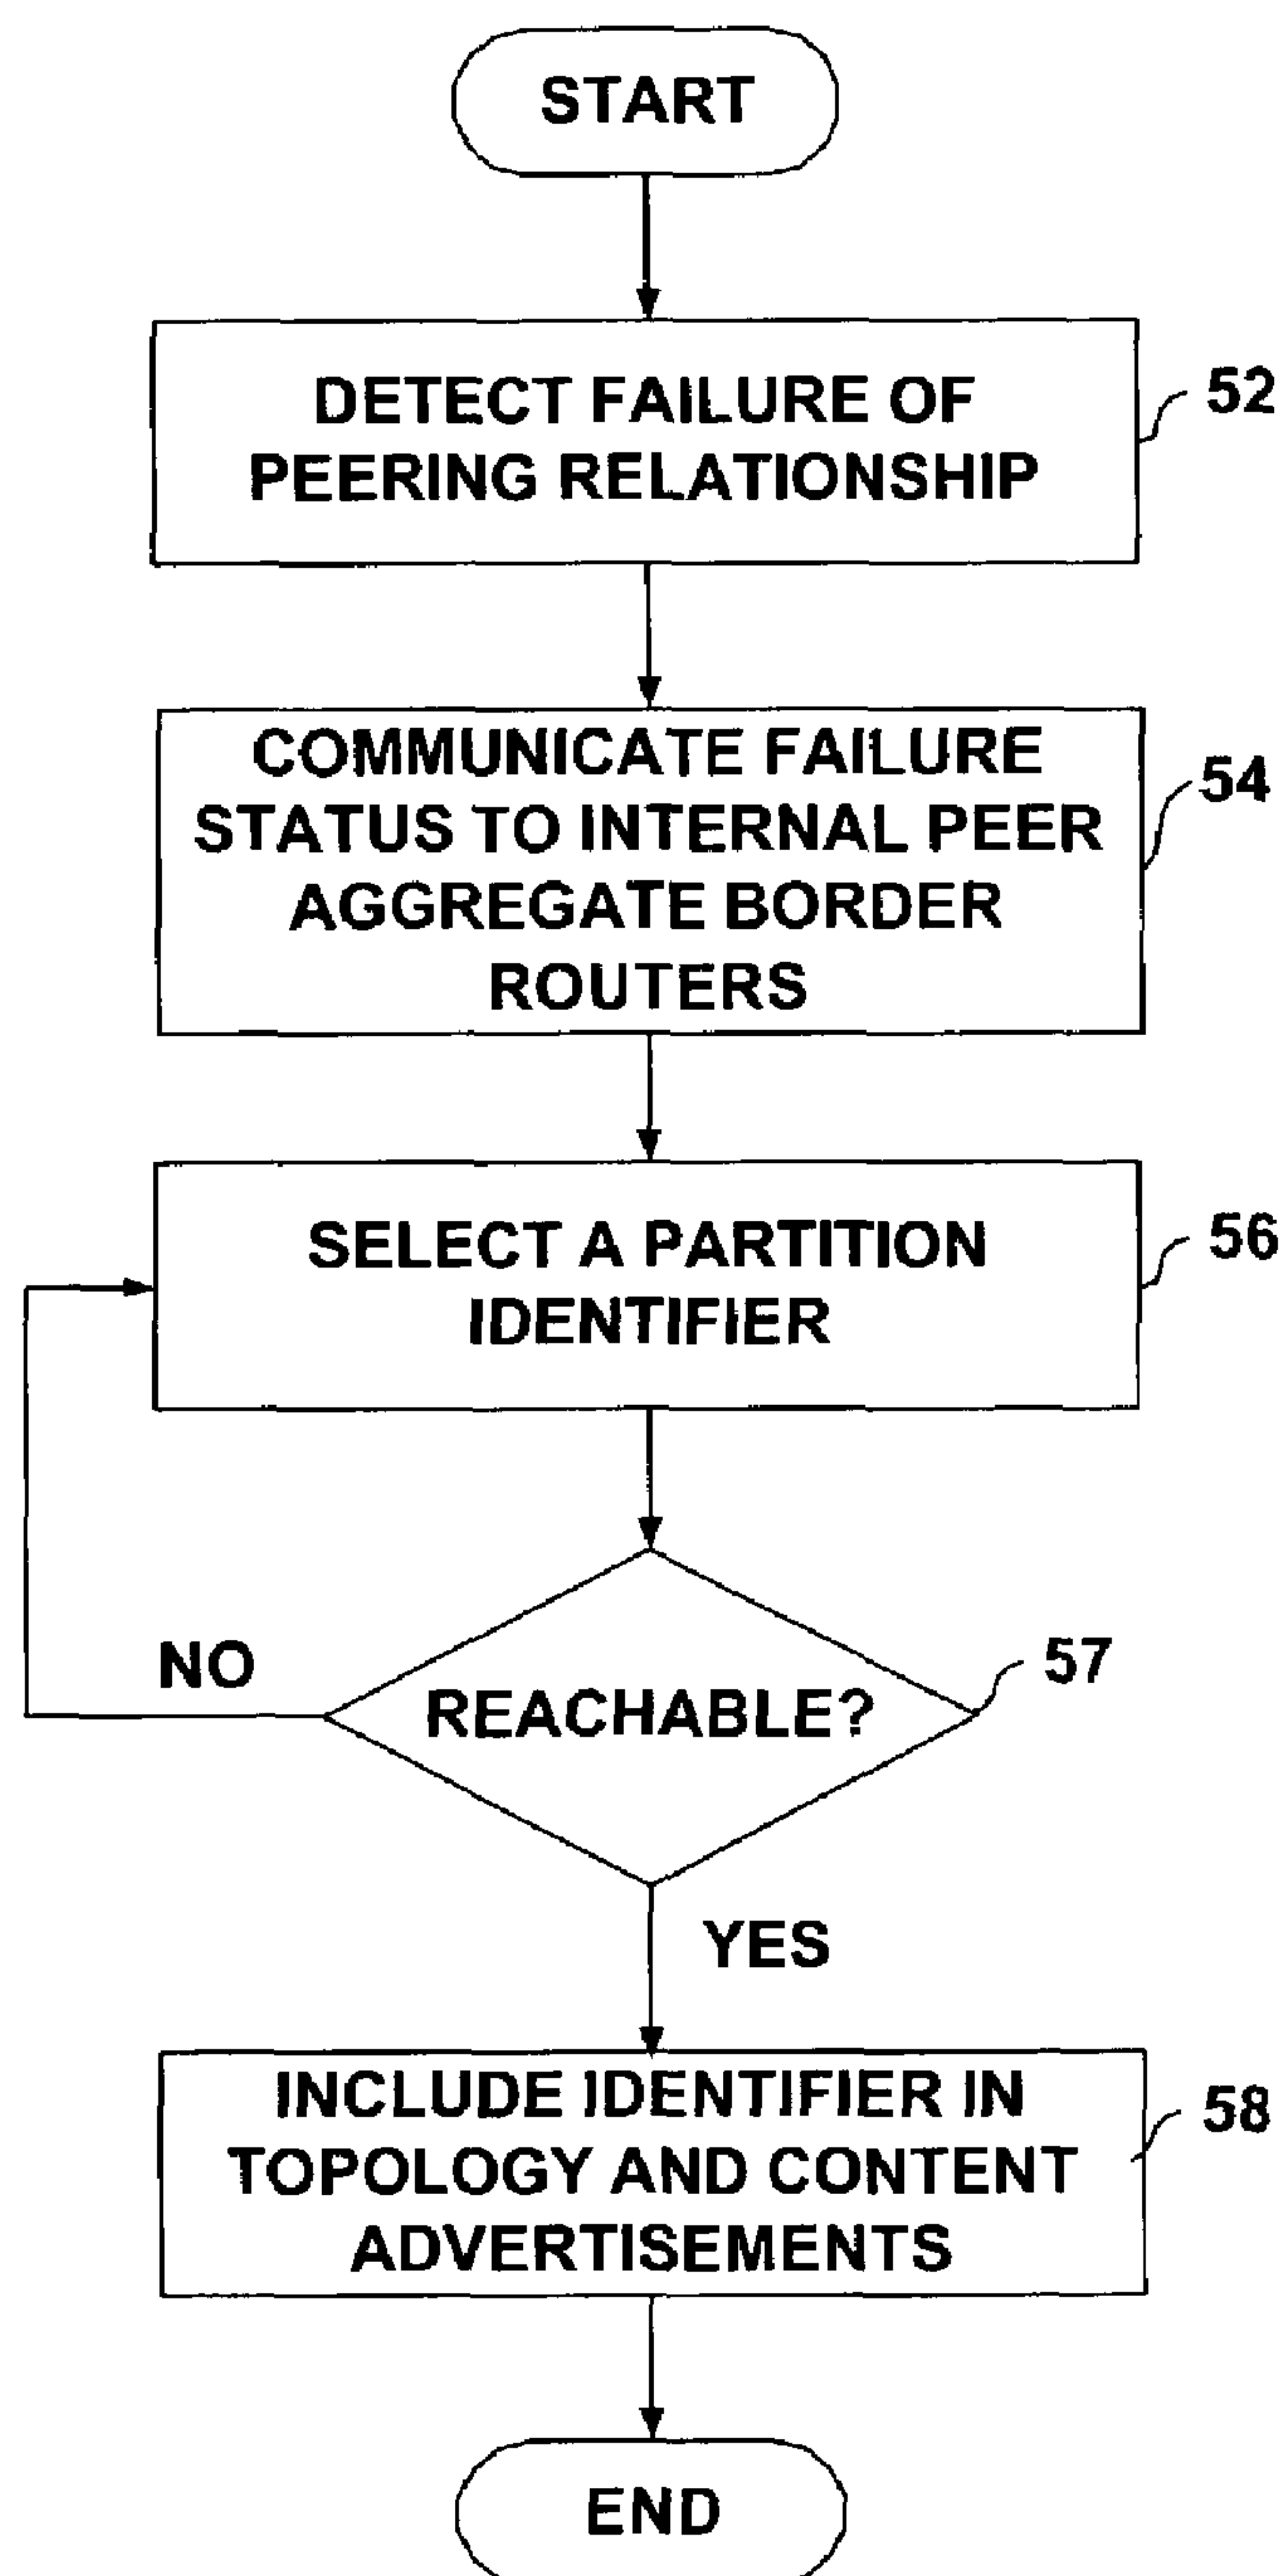 START
DETECT FAILURE OF
PEERING RELATIONSHIP
52
COMMUNICATE FAILURE
STATUS TO INTERNAL PEER
AGGREGATE BORDER
ROUTERS
54
SELECT A PARTITION
IDENTIFIER
56
REACHABLE?
57
NO
YES
INCLUDE IDENTIFIER IN
TOPOLOGY AND CONTENT
ADVERTISEMENTS
58
END